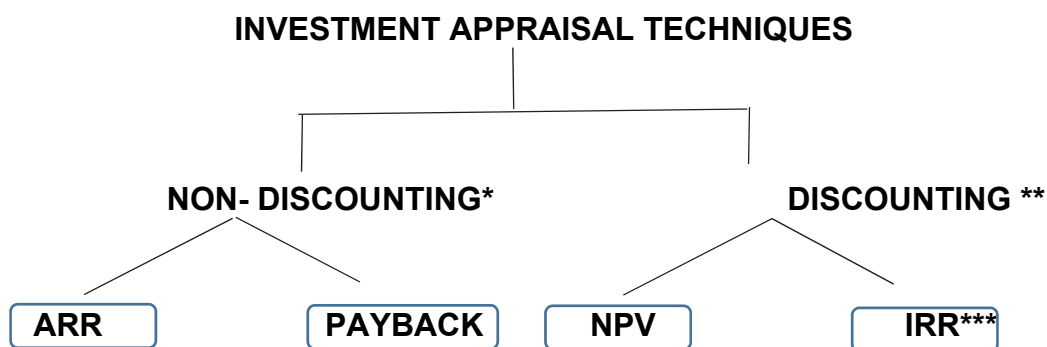 INVESTMENT APPRAISAL TECHNIQUES
NON- DISCOUNTING* DISCOUNTING **
ARR PAYBACK NPV IRR***